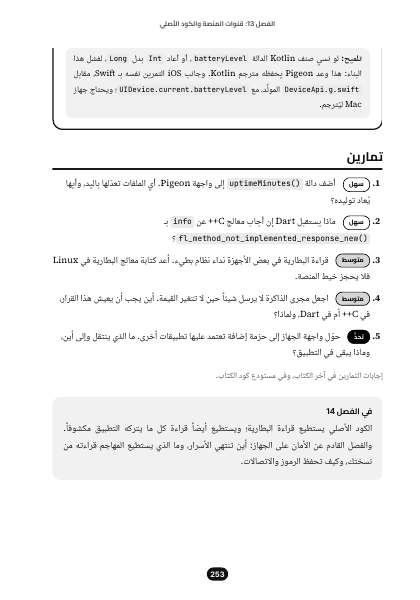 الفصل 13: قنوات المنصة والكود الأصلي
تلميح: لو نسي صنف Kotlin الدالة batteryLevel، أو أعاد Int بدل Long، لفشل هذا
البناء: هذا وعد Pigeon يحفظه مترجم Kotlin. وجانب iOS التمرين نفسه بـ Swift، مقابل
DeviceApi.g.swift المولَّد، مع UIDevice.current.batteryLevel؛ ويحتاج جهاز
Mac ليُترجم.
تمارين
1. سهل أضف دالة uptimeMinutes() إلى واجهة Pigeon. أي الملفات تعدّلها باليد، وأيها
يُعاد توليده؟
2. سهل ماذا يستقبل Dart إن أجاب معالج C++ عن info بـ
fl_method_not_implemented_response_new()؟
3. متوسط قراءة البطارية في بعض الأجهزة نداء نظام بطيء. أعد كتابة معالج البطارية في Linux
فلا يحجز خيط المنصة.
4. متوسط اجعل مجرى الذاكرة لا يرسل شيئاً حين لا تتغير القيمة. أين يجب أن يعيش هذا القرار،
في C++ أم في Dart، ولماذا؟
5. تحدٍّ حوّل واجهة الجهاز إلى حزمة إضافة تعتمد عليها تطبيقات أخرى. ما الذي ينتقل وإلى أين،
وماذا يبقى في التطبيق؟
إجابات التمارين في آخر الكتاب، وفي مستودع كود الكتاب.
في الفصل 14
الكود الأصلي يستطيع قراءة البطارية؛ ويستطيع أيضاً قراءة كل ما يتركه التطبيق مكشوفاً.
والفصل القادم عن الأمان على الجهاز: أين تنتهي الأسرار، وما الذي يستطيع المهاجم قراءته من
نسختك، وكيف تحفظ الرموز والاتصالات.
253